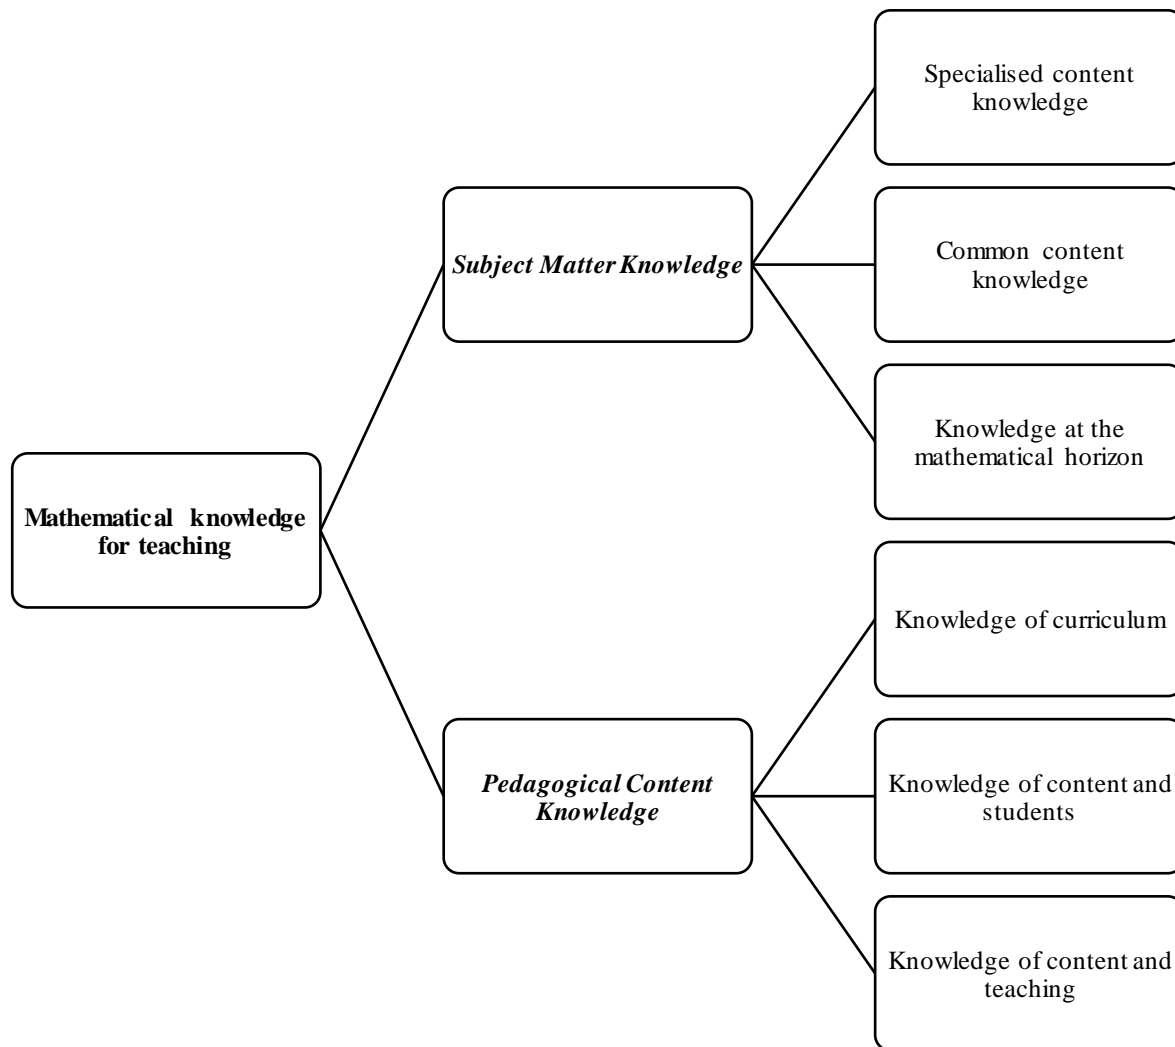 Mathematical knowledge
for teaching
Subject Matter Knowledge
Specialised content
knowledge
Common content
knowledge
Knowledge at the
mathematical horizon
Pedagogical Content
Knowledge
Knowledge of curriculum
Knowledge of content and
students
Knowledge of content and
teaching